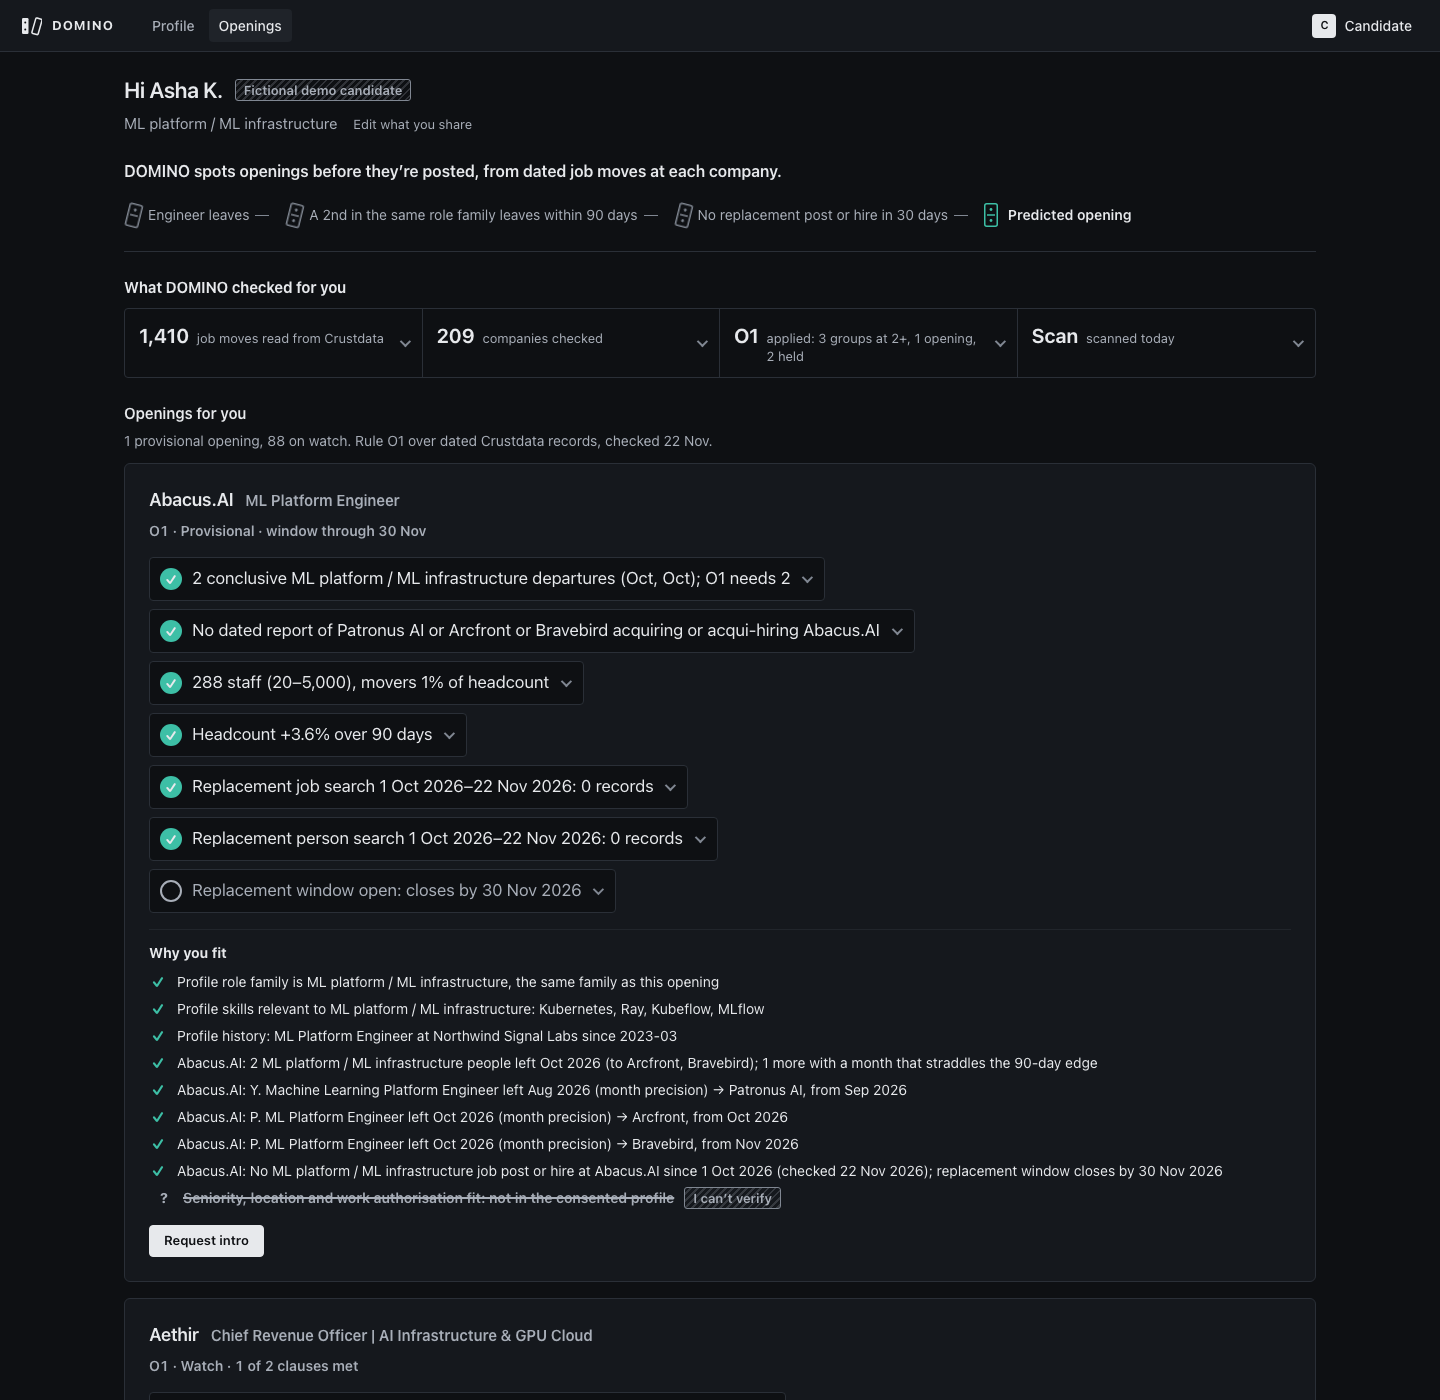 DOMINO
Profile
Openings
C
Candidate
Hi Asha K.
Fictional demo candidate
ML platform / ML infrastructure
Edit what you share
DOMINO spots openings before they’re posted, from dated job moves at each company.
Engineer leaves —
A 2nd in the same role family leaves within 90 days —
No replacement post or hire in 30 days —
Predicted opening
What DOMINO checked for you
1,410 job moves read from Crustdata
209 companies checked
O1 applied: 3 groups at 2+, 1 opening,
2 held
Scan scanned today
Openings for you
1 provisional opening, 88 on watch. Rule O1 over dated Crustdata records, checked 22 Nov.
Abacus.AI ML Platform Engineer
O1 · Provisional · window through 30 Nov
2 conclusive ML platform / ML infrastructure departures (Oct, Oct); O1 needs 2
No dated report of Patronus AI or Arcfront or Bravebird acquiring or acqui-hiring Abacus.AI
288 staff (20–5,000), movers 1% of headcount
Headcount +3.6% over 90 days
Replacement job search 1 Oct 2026–22 Nov 2026: 0 records
Replacement person search 1 Oct 2026–22 Nov 2026: 0 records
Replacement window open: closes by 30 Nov 2026
Why you fit
Profile role family is ML platform / ML infrastructure, the same family as this opening
Profile skills relevant to ML platform / ML infrastructure: Kubernetes, Ray, Kubeflow, MLflow
Profile history: ML Platform Engineer at Northwind Signal Labs since 2023-03
Abacus.AI: 2 ML platform / ML infrastructure people left Oct 2026 (to Arcfront, Bravebird); 1 more with a month that straddles the 90-day edge
Abacus.AI: Y. Machine Learning Platform Engineer left Aug 2026 (month precision) → Patronus AI, from Sep 2026
Abacus.AI: P. ML Platform Engineer left Oct 2026 (month precision) → Arcfront, from Oct 2026
Abacus.AI: P. ML Platform Engineer left Oct 2026 (month precision) → Bravebird, from Nov 2026
Abacus.AI: No ML platform / ML infrastructure job post or hire at Abacus.AI since 1 Oct 2026 (checked 22 Nov 2026); replacement window closes by 30 Nov 2026
? Seniority, location and work authorisation fit: not in the consented profile
I can’t verify
Request intro
Aethir Chief Revenue Officer | AI Infrastructure & GPU Cloud
O1 · Watch · 1 of 2 clauses met